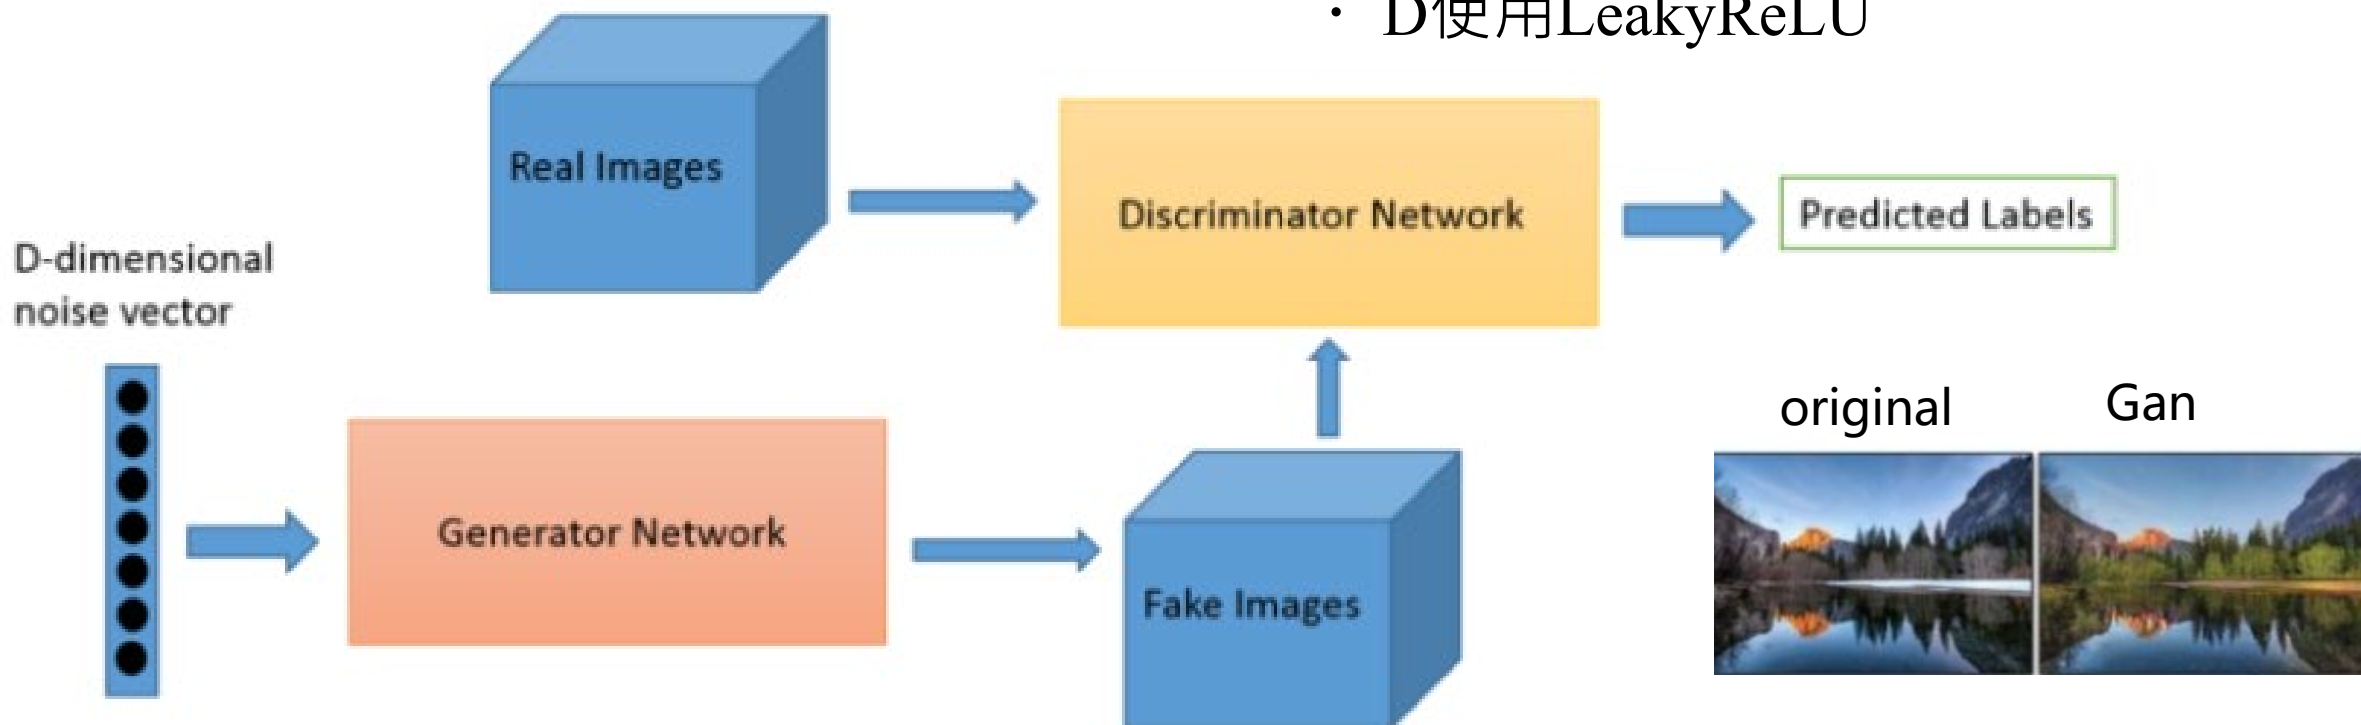 · D使用LeakyReLU
Real Images
Discriminator Network
Predicted Labels
D-dimensional
noise vector
Generator Network
Fake Images
original
Gan